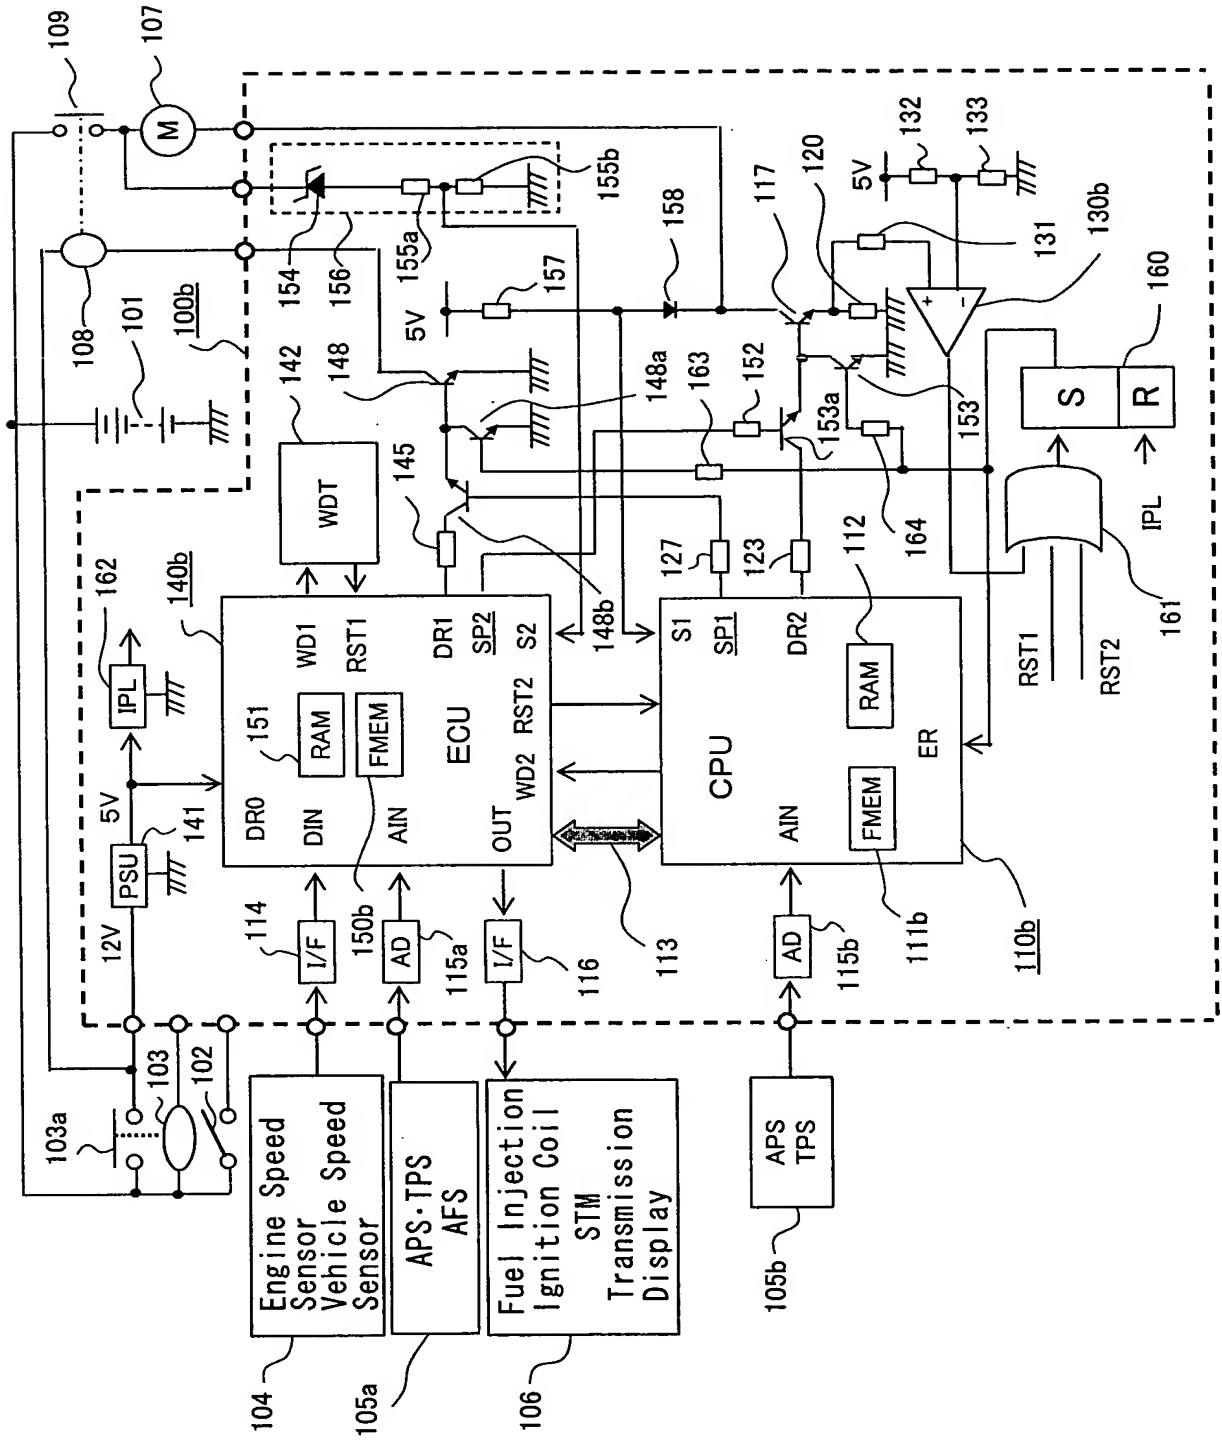 104
Engine Speed
Sensor
Vehicle Speed
Sensor
105a
APS·TPS
AFS
106
Fuel Injection
Ignition Coil
STM
Transmission
Display
105b
APS
TPS
103a
103
102
12V
PSU
141
5V
IPL
162
114
I/F
150b
AD
115a
I/F
116
113
AD
115b
111b
110b
140b
DR0
DIN
AIN
OUT
WD2
RST2
ECU
151
RAM
FMEM
WD1
RST1
DR1
SP2
S2
148b
CPU
AIN
FMEM
RAM
112
ER
S1
SP1
DR2
127
123
WDT
142
145
148
148a
163
152
153a
153
164
5V
157
158
117
120
131
130b
5V
132
133
+
−
160
S
R
IPL
161
RST1
RST2
108
101
100b
154
156
155a
155b
109
107
M